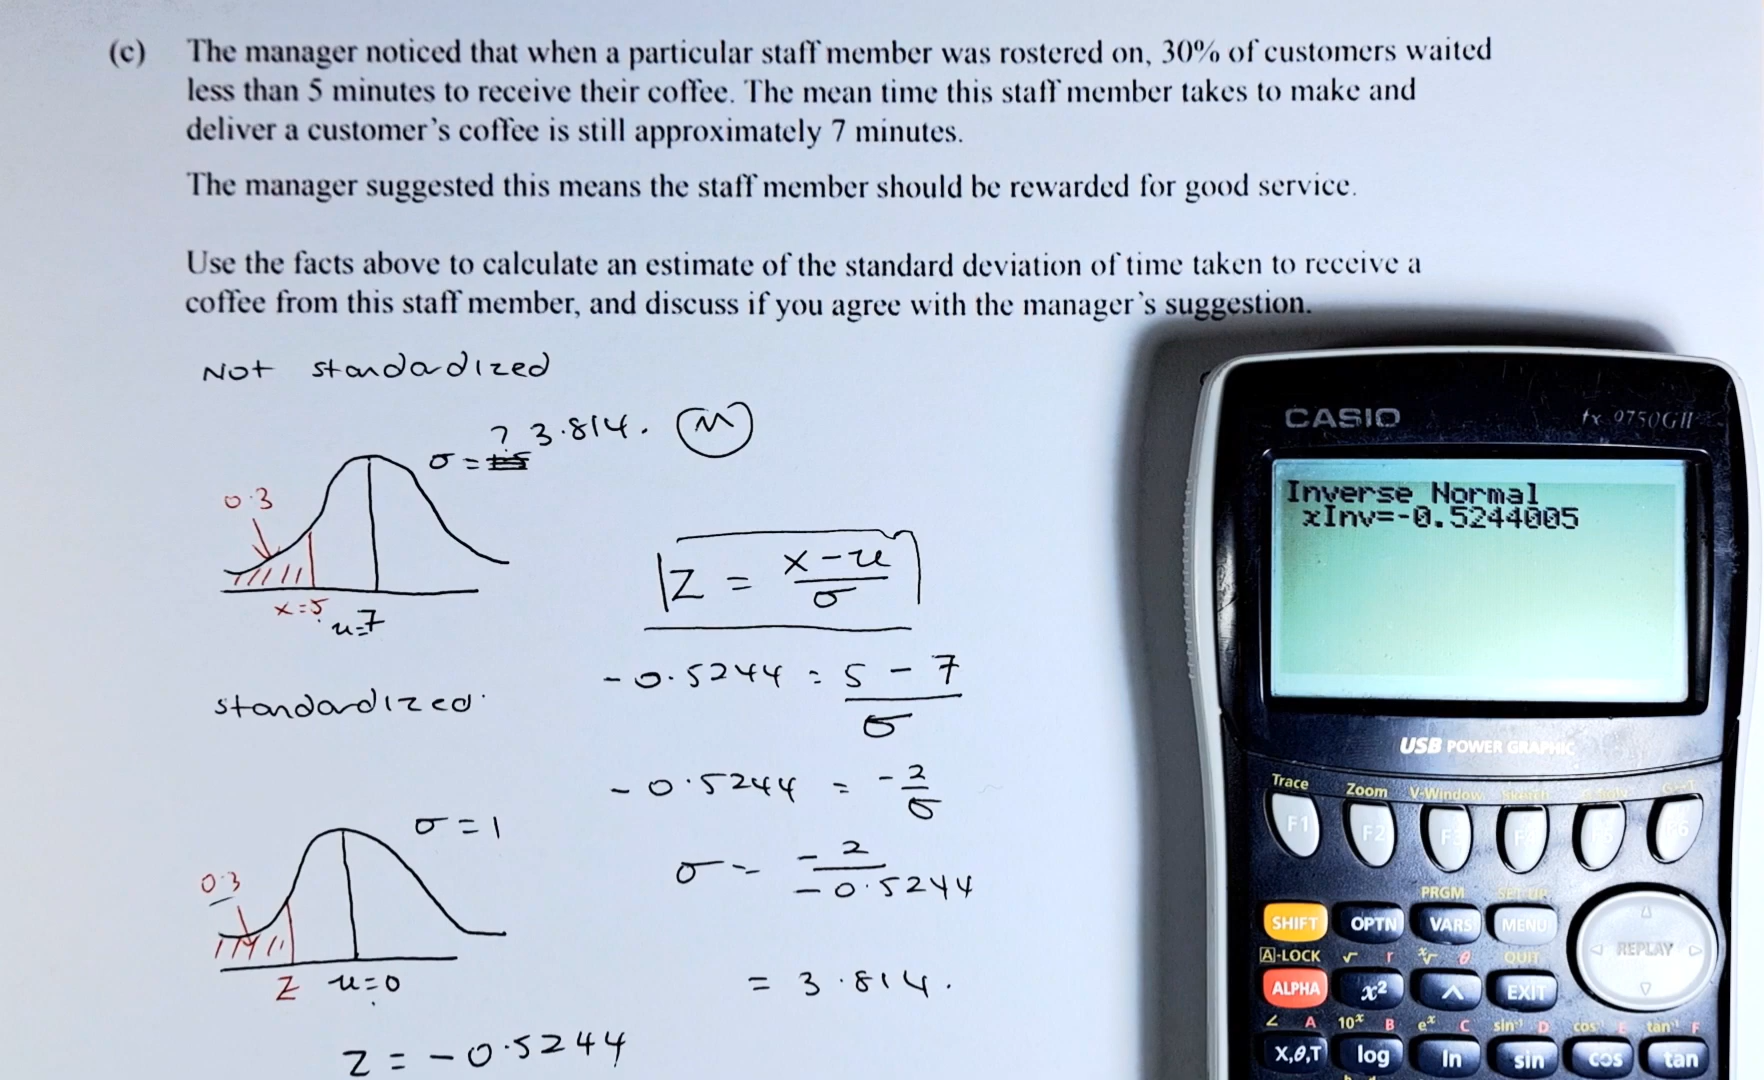 (c) The manager noticed that when a particular staff member was rostered on, 30% of customers waited
less than 5 minutes to receive their coffee. The mean time this staff member takes to make and
deliver a customer's coffee is still approximately 7 minutes.
The manager suggested this means the staff member should be rewarded for good service.
Use the facts above to calculate an estimate of the standard deviation of time taken to receive a
coffee from this staff member, and discuss if you agree with the manager's suggestion.
Not standardized
σ = ? 3.814. M
0.3
x=5
u=7
z = x-u / σ
-0.5244 = 5 - 7 / σ
standardized.
-0.5244 = -2/σ
σ = 1
σ = -2 / -0.5244
0.3
z u=0
= 3.814.
z = -0.5244
CASIO
fx-9750GII
Inverse Normal
xInv=-0.5244005
USB POWER GRAPHIC
Trace Zoom V-Window
F1 F2 F3 F4 F6
PRGM SET UP
SHIFT OPTN VARS MENU
REPLAY
A-LOCK √ r θ QUIT
ALPHA x² ^ EXIT
∠ A 10ˣ B eˣ C sin⁻¹ D cos E tan⁻¹ F
X,θ,T log ln sin cos tan